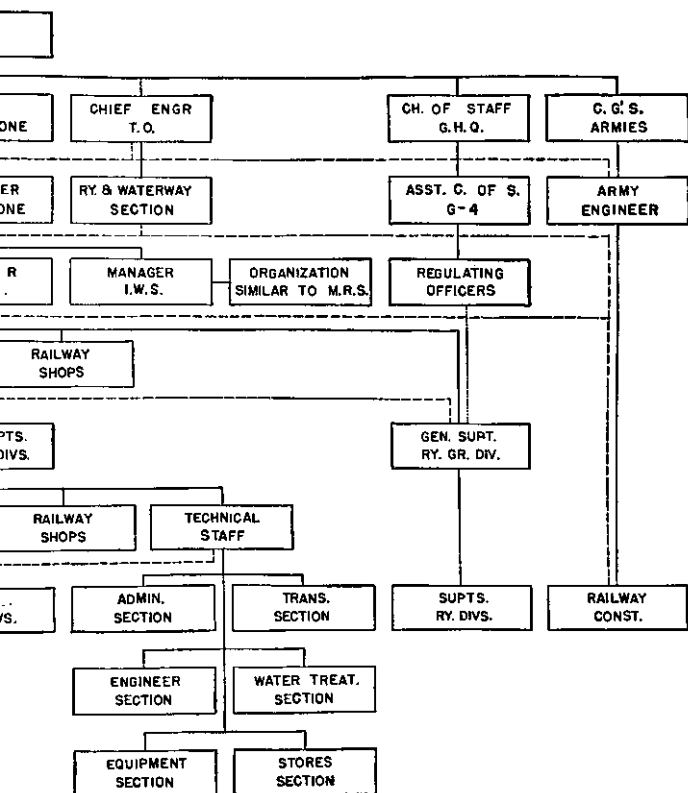 ONE
CHIEF ENGR
T.O.
CH. OF STAFF
G.H.Q.
C. G'S.
ARMIES
ER
ONE
RY. & WATERWAY
SECTION
ASST. C. OF S.
G-4
ARMY
ENGINEER
R
.
MANAGER
I.W.S.
ORGANIZATION
SIMILAR TO M.R.S.
REGULATING
OFFICERS
RAILWAY
SHOPS
PTS.
DIVS.
GEN. SUPT.
RY. GR. DIV.
RAILWAY
SHOPS
TECHNICAL
STAFF
VS.
ADMIN.
SECTION
TRANS.
SECTION
SUPTS.
RY. DIVS.
RAILWAY
CONST.
ENGINEER
SECTION
WATER TREAT.
SECTION
EQUIPMENT
SECTION
STORES
SECTION